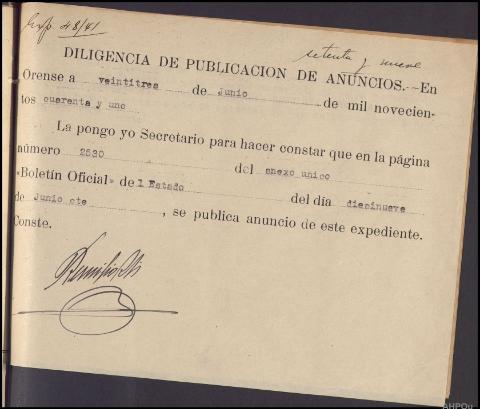 Exp. 48/41
setenta y nueve
DILIGENCIA DE PUBLICACION DE ANUNCIOS.--En
Orense a veintitres de Junio de mil novecien-
tos cuarenta y uno
La pongo yo Secretario para hacer constar que en la página
número 2530 del anexo unico
«Boletín Oficial» de l Estado del día diecinueve
de Junio cte , se publica anuncio de este expediente.
Conste.
AHPOu